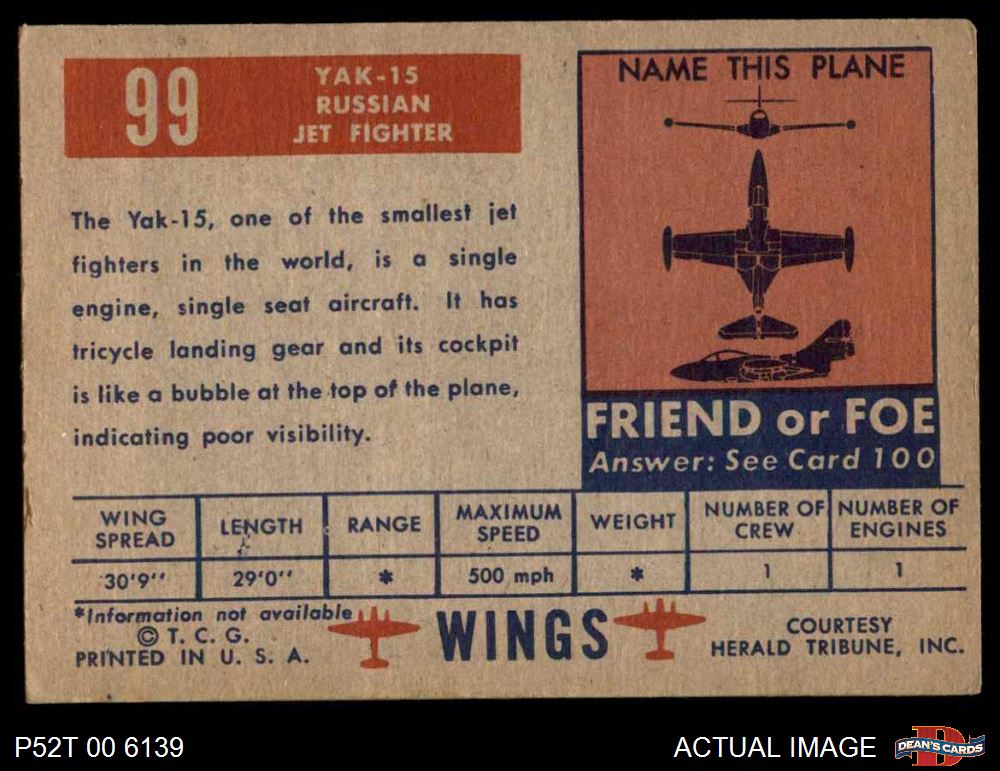 99
YAK-15
RUSSIAN
JET FIGHTER
The Yak-15, one of the smallest jet
fighters in the world, is a single
engine, single seat aircraft. It has
tricycle landing gear and its cockpit
is like a bubble at the top of the plane,
indicating poor visibility.
NAME THIS PLANE
FRIEND or FOE
Answer: See Card 100
WING SPREAD LENGTH RANGE MAXIMUM SPEED WEIGHT NUMBER OF CREW NUMBER OF ENGINES
30'9'' 29'0'' * 500 mph * 1 1
*Information not available
© T. C. G.
PRINTED IN U. S. A.
WINGS
COURTESY
HERALD TRIBUNE, INC.
P52T 00 6139
ACTUAL IMAGE
D
DEAN'S CARDS